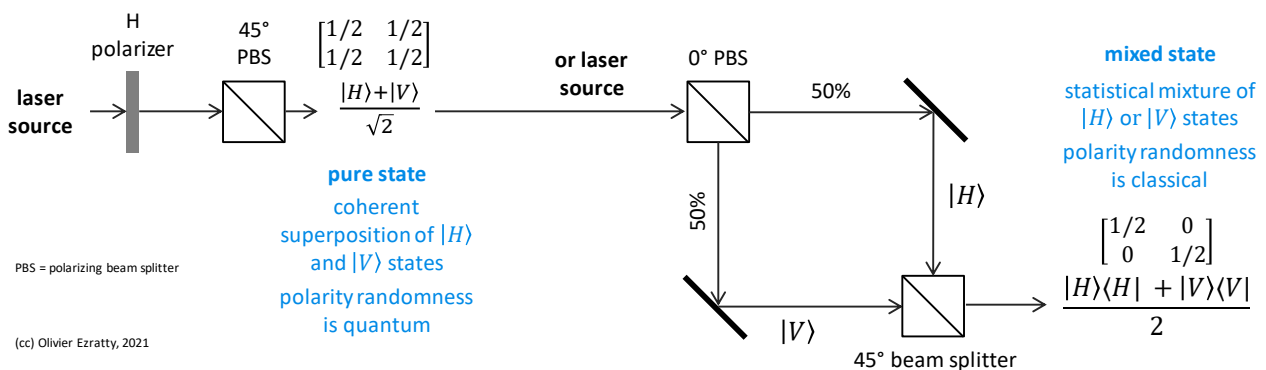 H
polarizer
45°
PBS
[1/2 1/2]
[1/2 1/2]
|H⟩+|V⟩
√2
laser
source
or laser
source
0° PBS
50%
50%
|H⟩
|V⟩
45° beam splitter
pure state
coherent
superposition of |H⟩
and |V⟩ states
polarity randomness
is quantum
mixed state
statistical mixture of
|H⟩ or |V⟩ states
polarity randomness
is classical
[1/2 0]
[0 1/2]
|H⟩⟨H| + |V⟩⟨V|
2
PBS = polarizing beam splitter
(cc) Olivier Ezratty, 2021